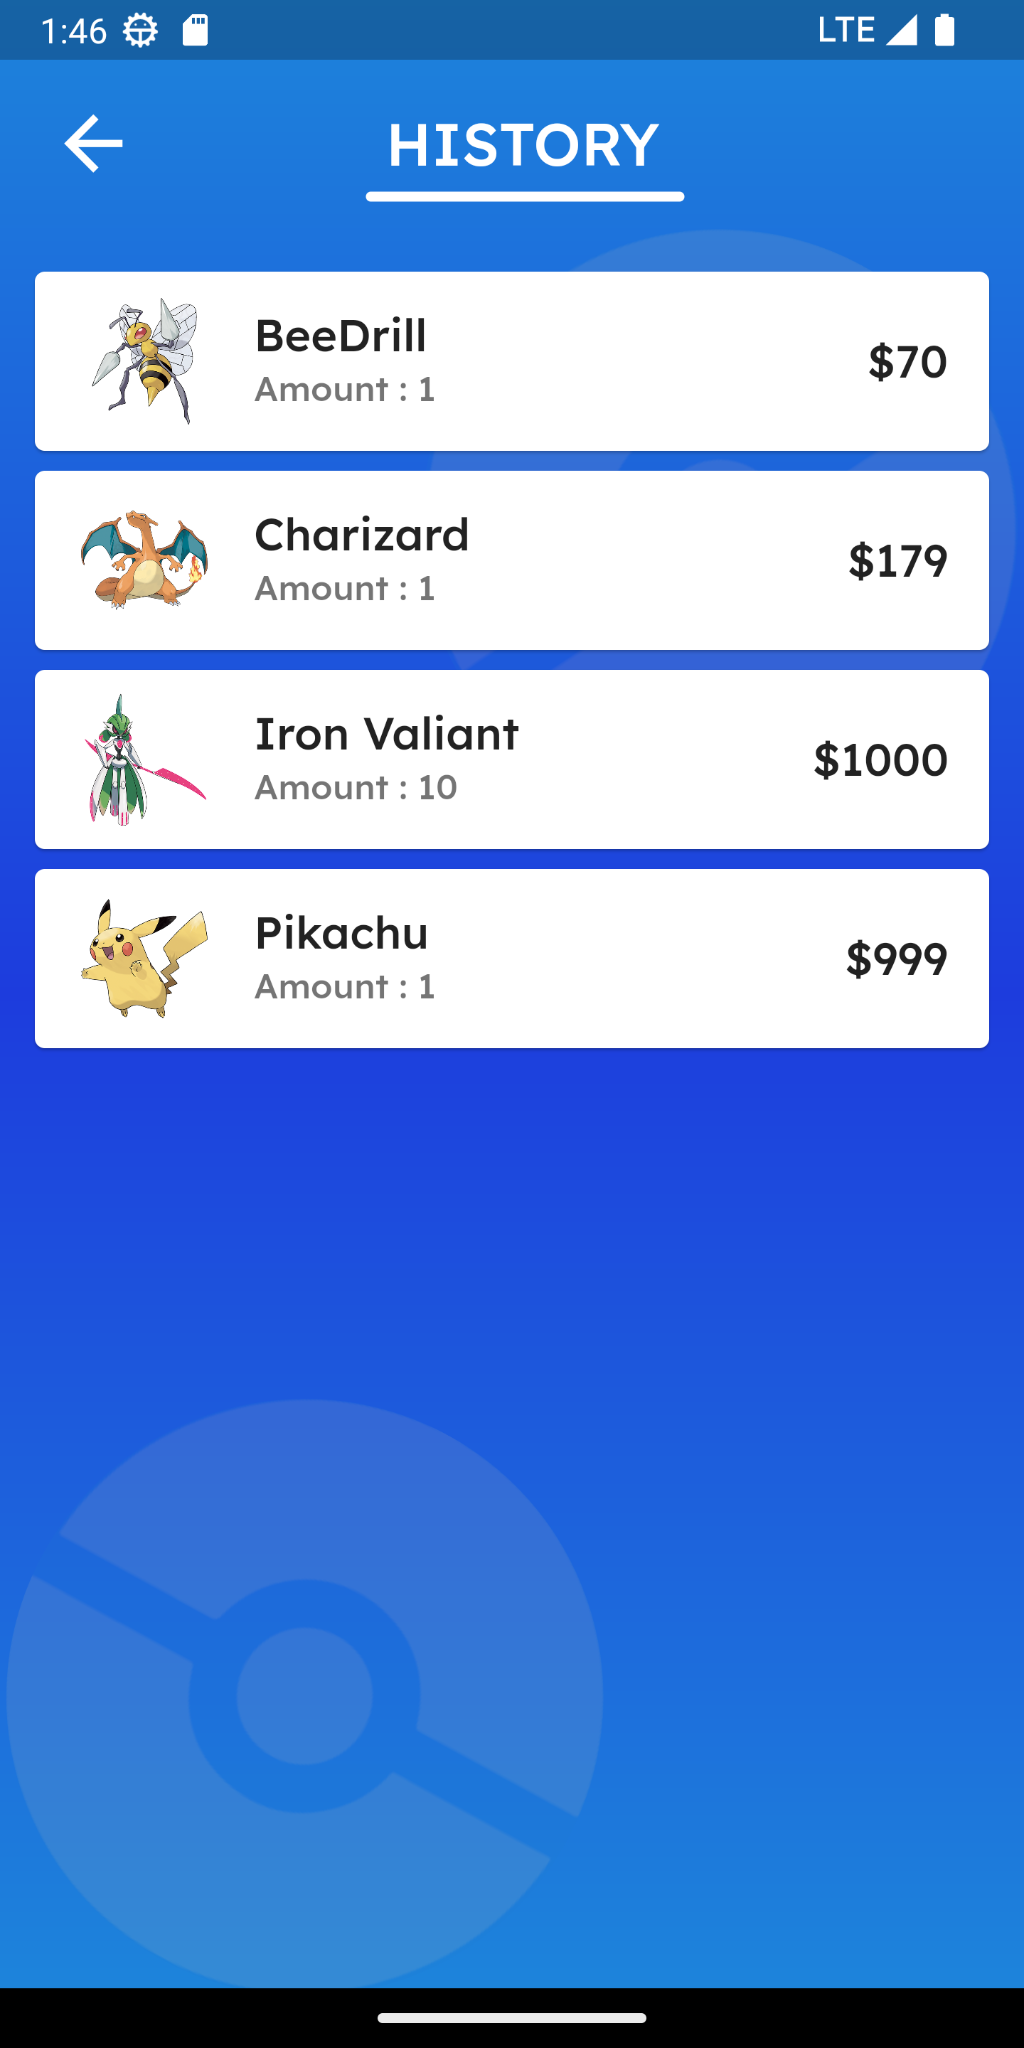 1:46 LTE
HISTORY
BeeDrill
Amount : 1
$70
Charizard
Amount : 1
$179
Iron Valiant
Amount : 10
$1000
Pikachu
Amount : 1
$999